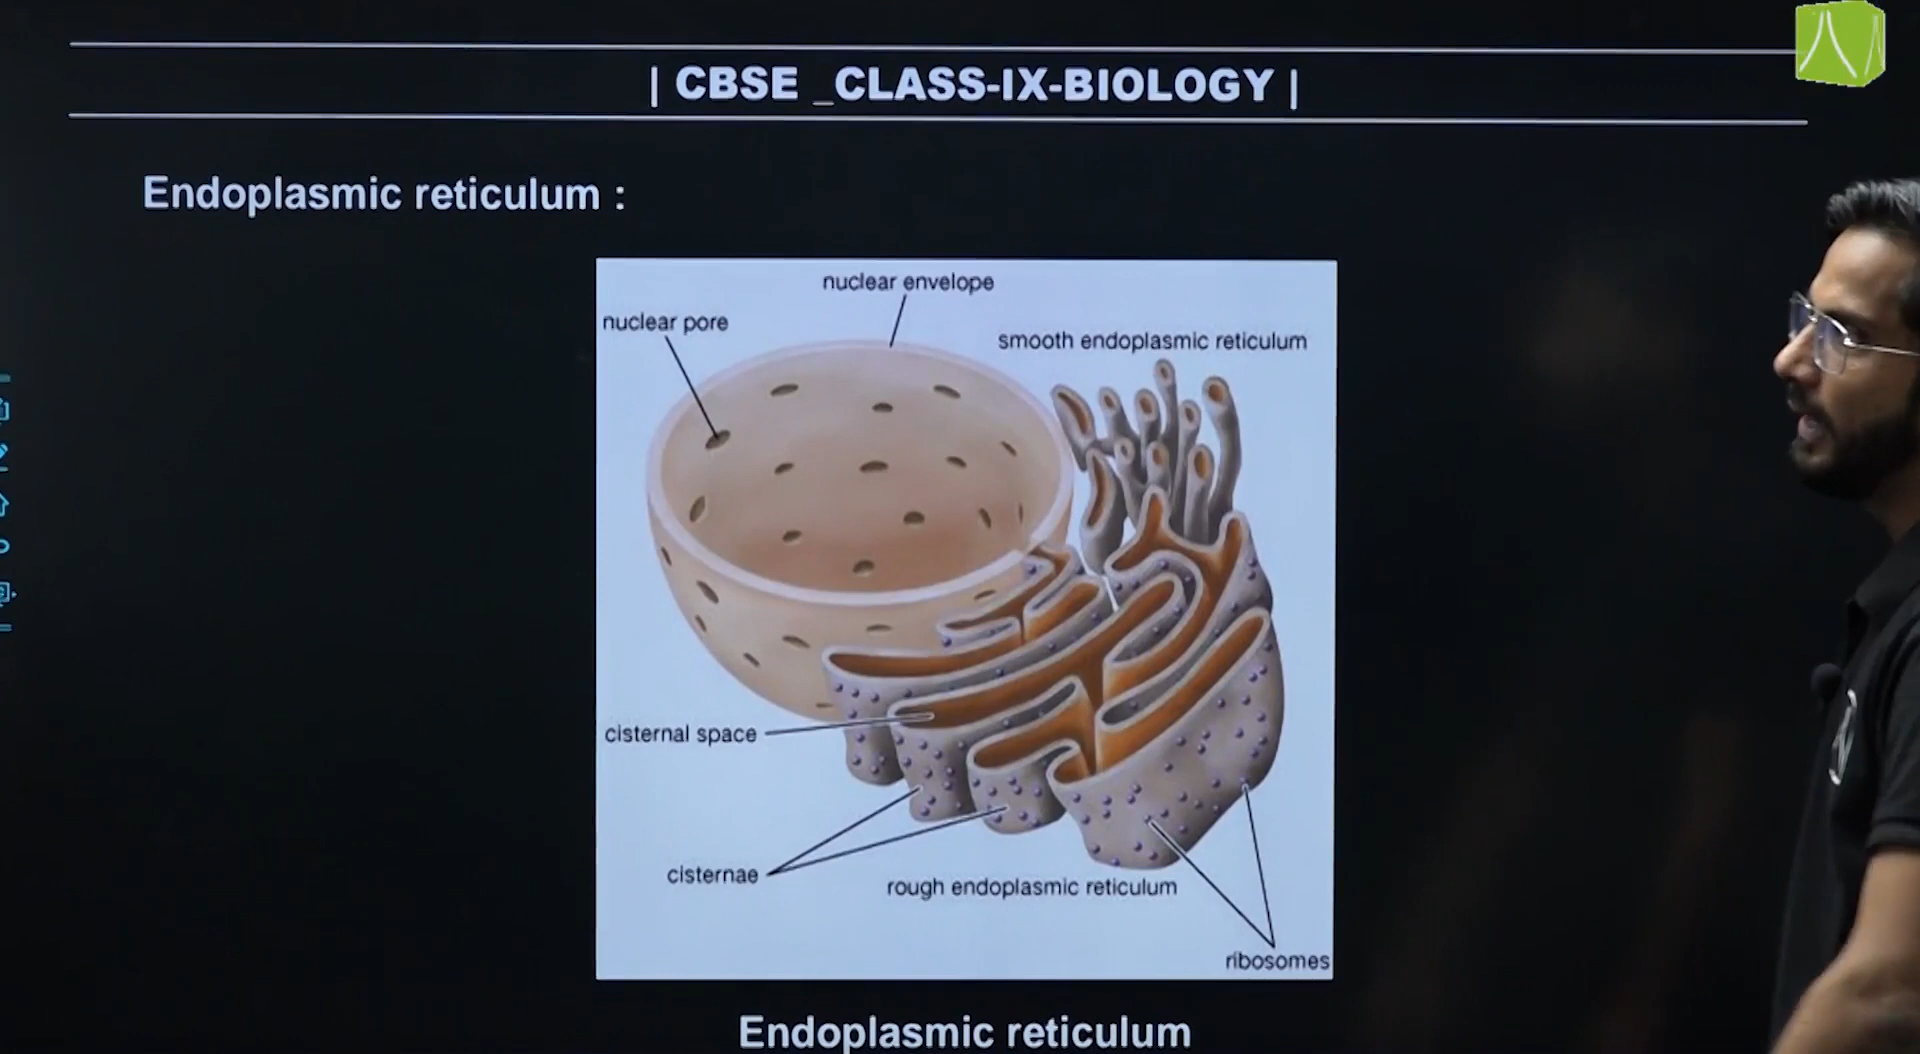 | CBSE _CLASS-IX-BIOLOGY |
Endoplasmic reticulum :
nuclear envelope
nuclear pore
smooth endoplasmic reticulum
cisternal space
cisternae
rough endoplasmic reticulum
ribosomes
Endoplasmic reticulum